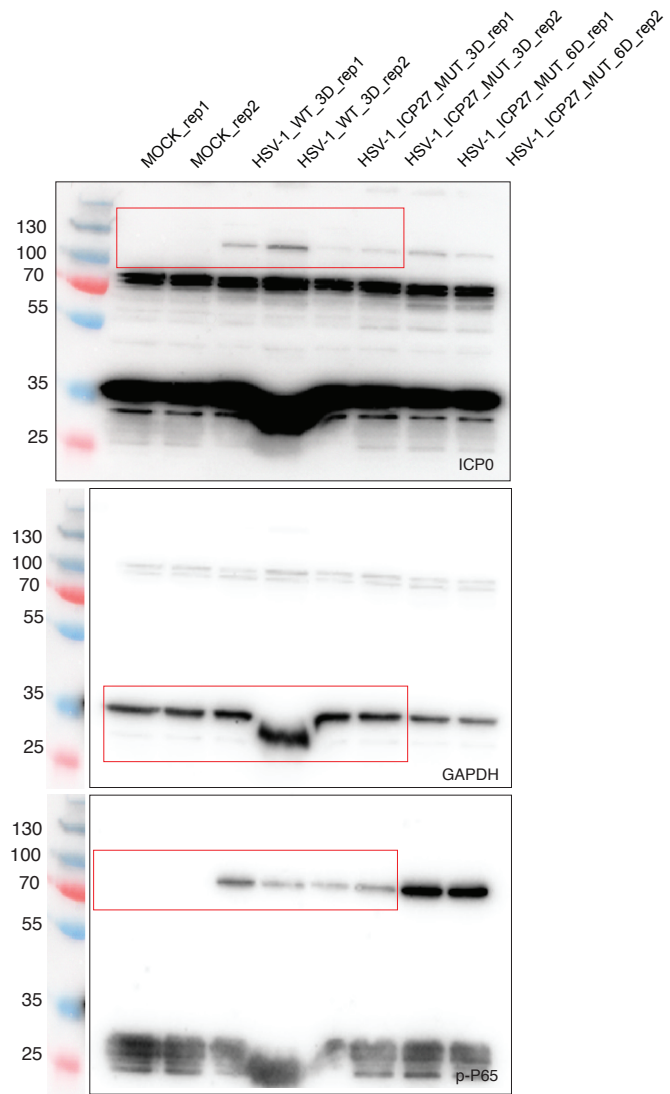 MOCK_rep1
MOCK_rep2
HSV-1_WT_3D_rep1
HSV-1_WT_3D_rep2
HSV-1_ICP27_MUT_3D_rep1
HSV-1_ICP27_MUT_3D_rep2
HSV-1_ICP27_MUT_6D_rep1
HSV-1_ICP27_MUT_6D_rep2
130
100
70
55
35
25
ICP0
130
100
70
55
35
25
GAPDH
130
100
70
55
35
25
p-P65